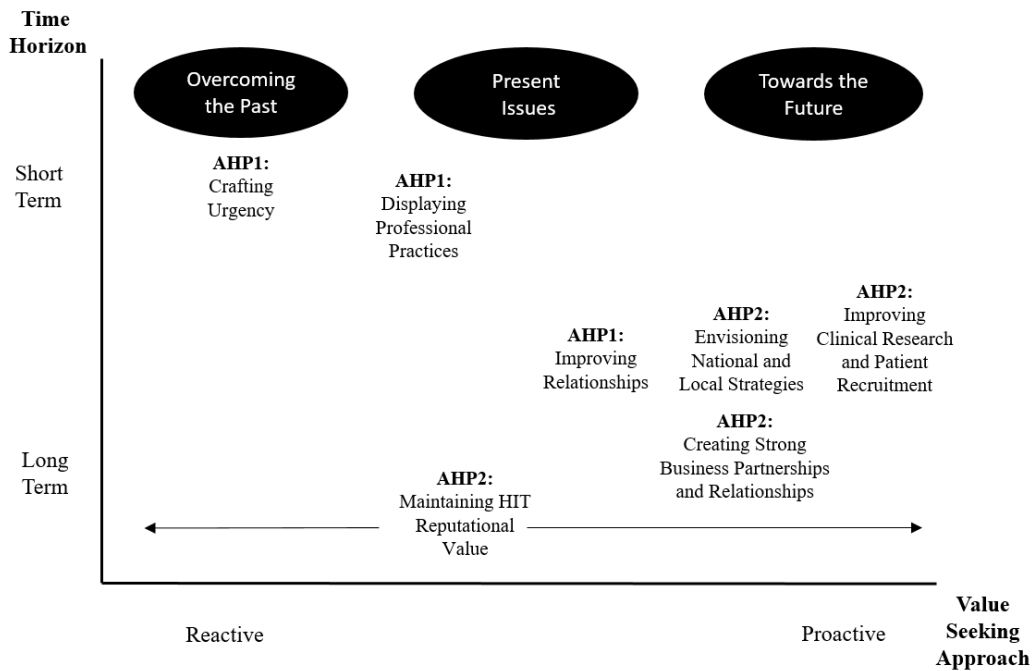 Time
Horizon
Overcoming
the Past
Present
Issues
Towards the
Future
Short
Term
AHP1:
Crafting
Urgency
AHP1:
Displaying
Professional
Practices
AHP1:
Improving
Relationships
AHP2:
Envisioning
National and
Local Strategies
AHP2:
Improving
Clinical Research
and Patient
Recruitment
Long
Term
AHP2:
Maintaining HIT
Reputational
Value
AHP2:
Creating Strong
Business Partnerships
and Relationships
Reactive
Proactive
Value
Seeking
Approach